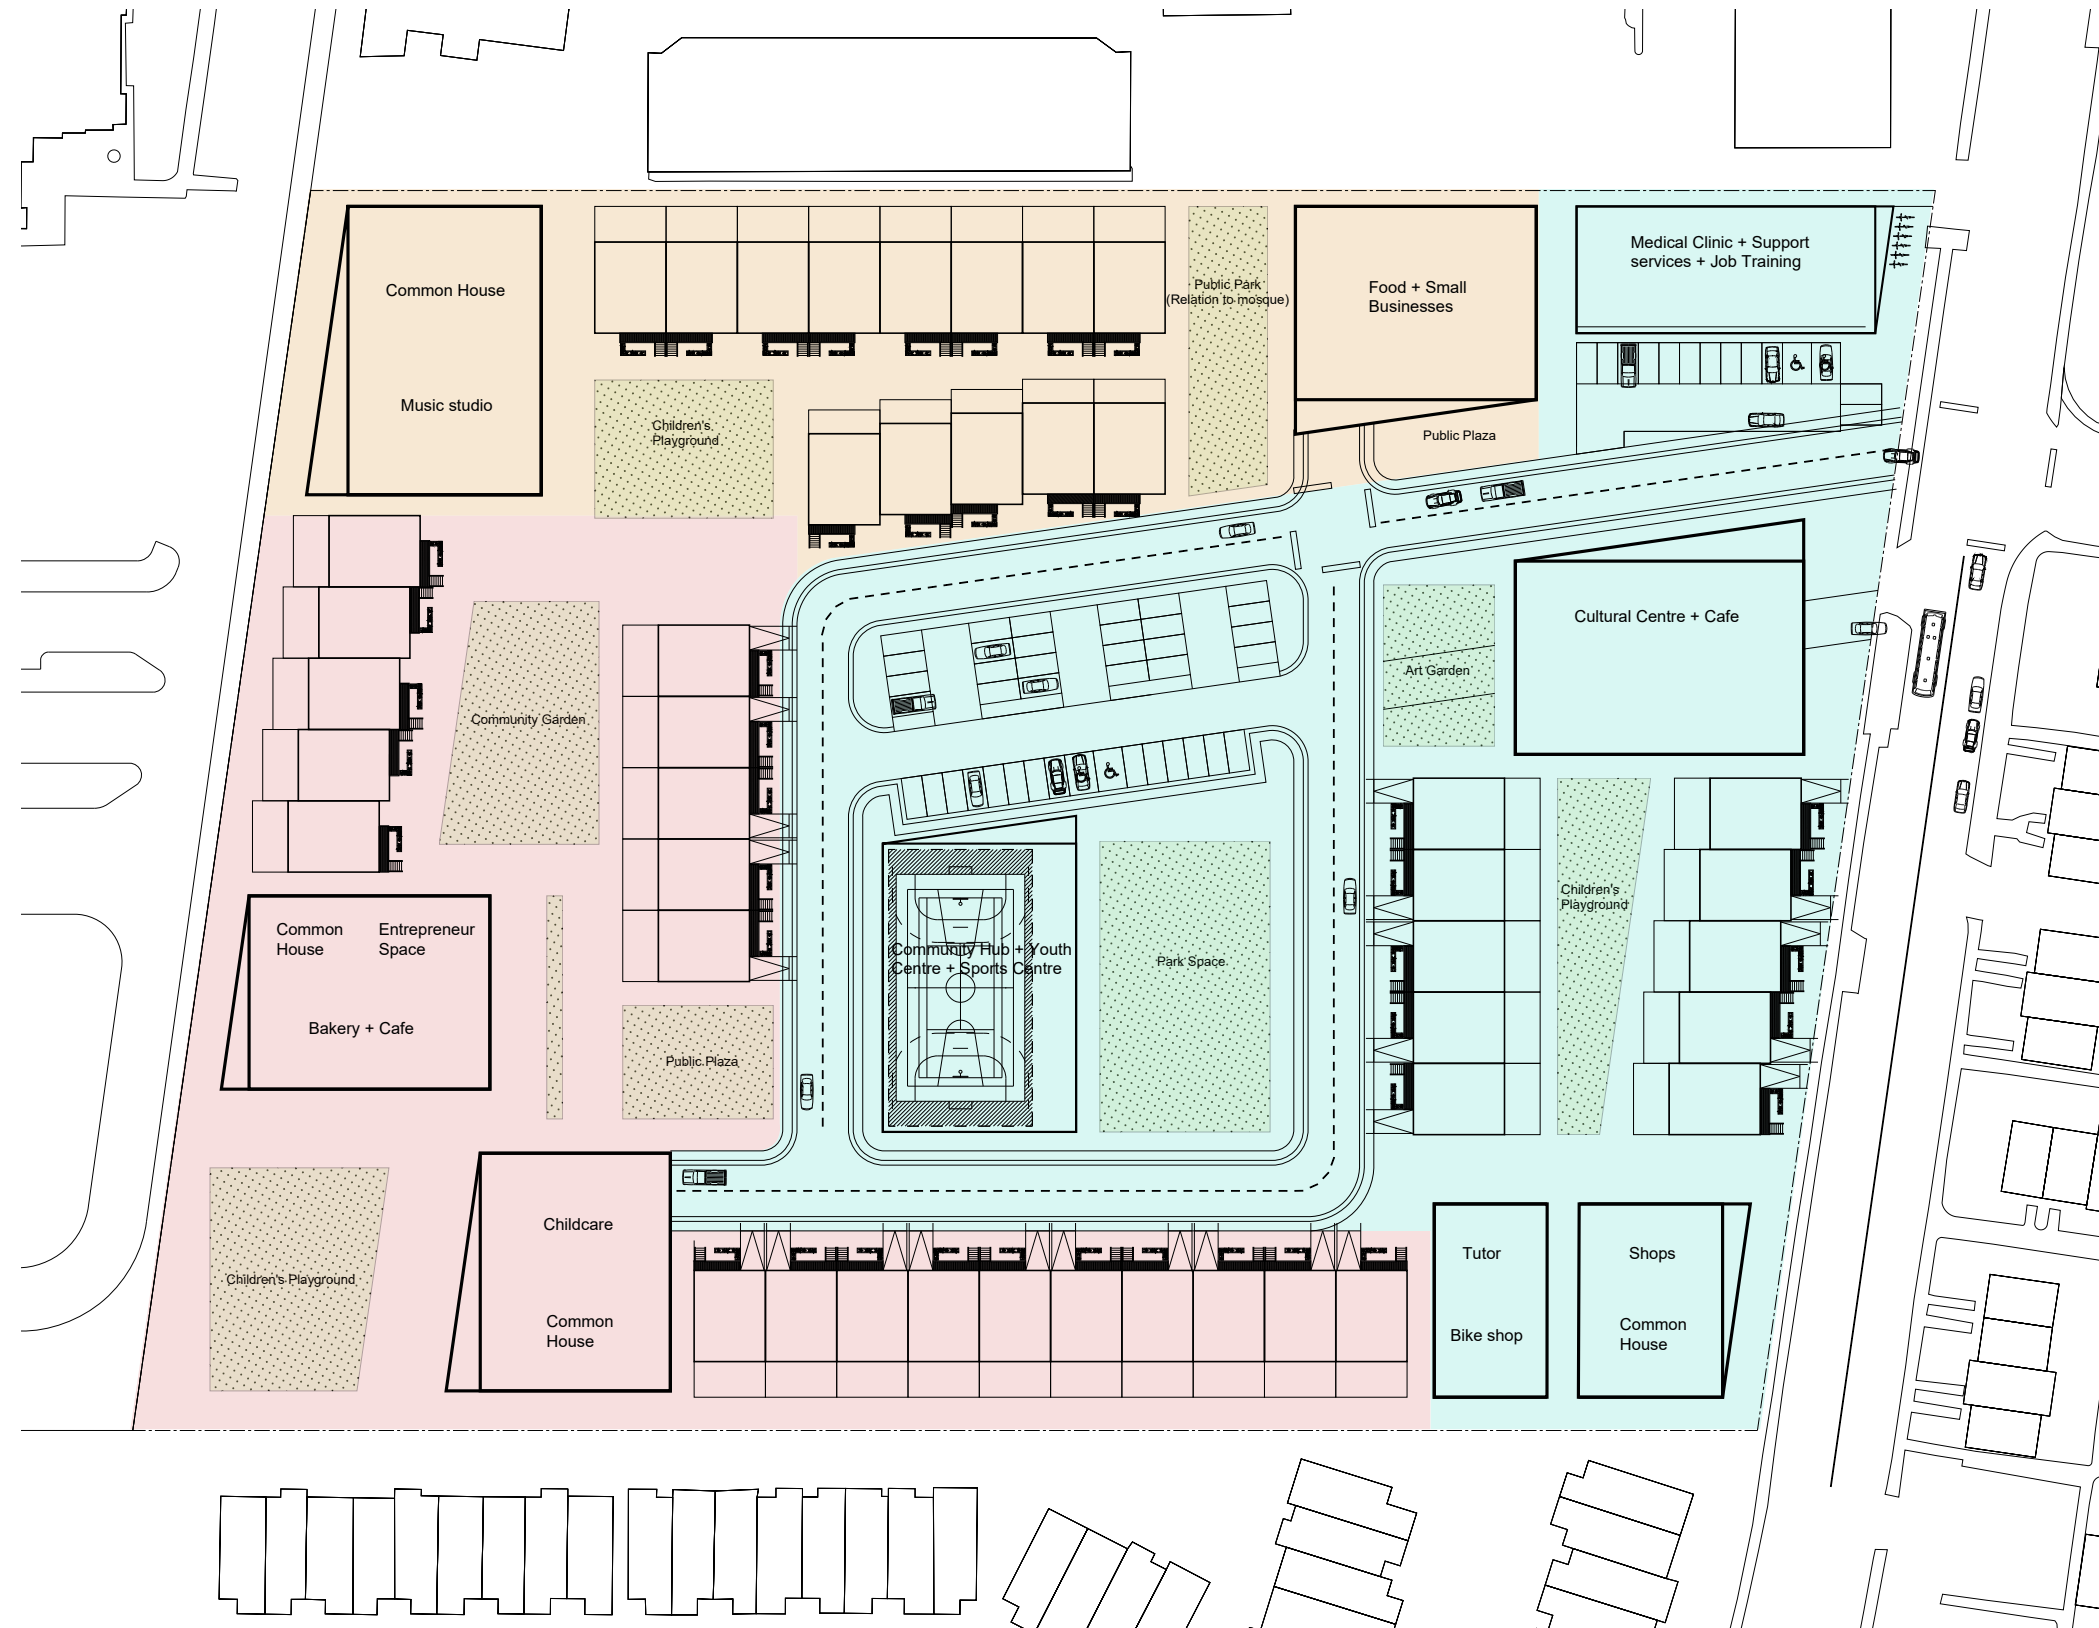 Medical Clinic + Support
services + Job Training
Common House
Public Park
(Relation to mosque)
Food + Small
Businesses
Music studio
Children's
Playground
Public Plaza
Cultural Centre + Cafe
Art Garden
Community Garden
Children's
Playground
Common
House
Entrepreneur
Space
Community Hub + Youth
Centre + Sports Centre
Park Space
Bakery + Cafe
Public Plaza
Childcare
Tutor
Shops
Children's Playground
Common
House
Bike shop
Common
House